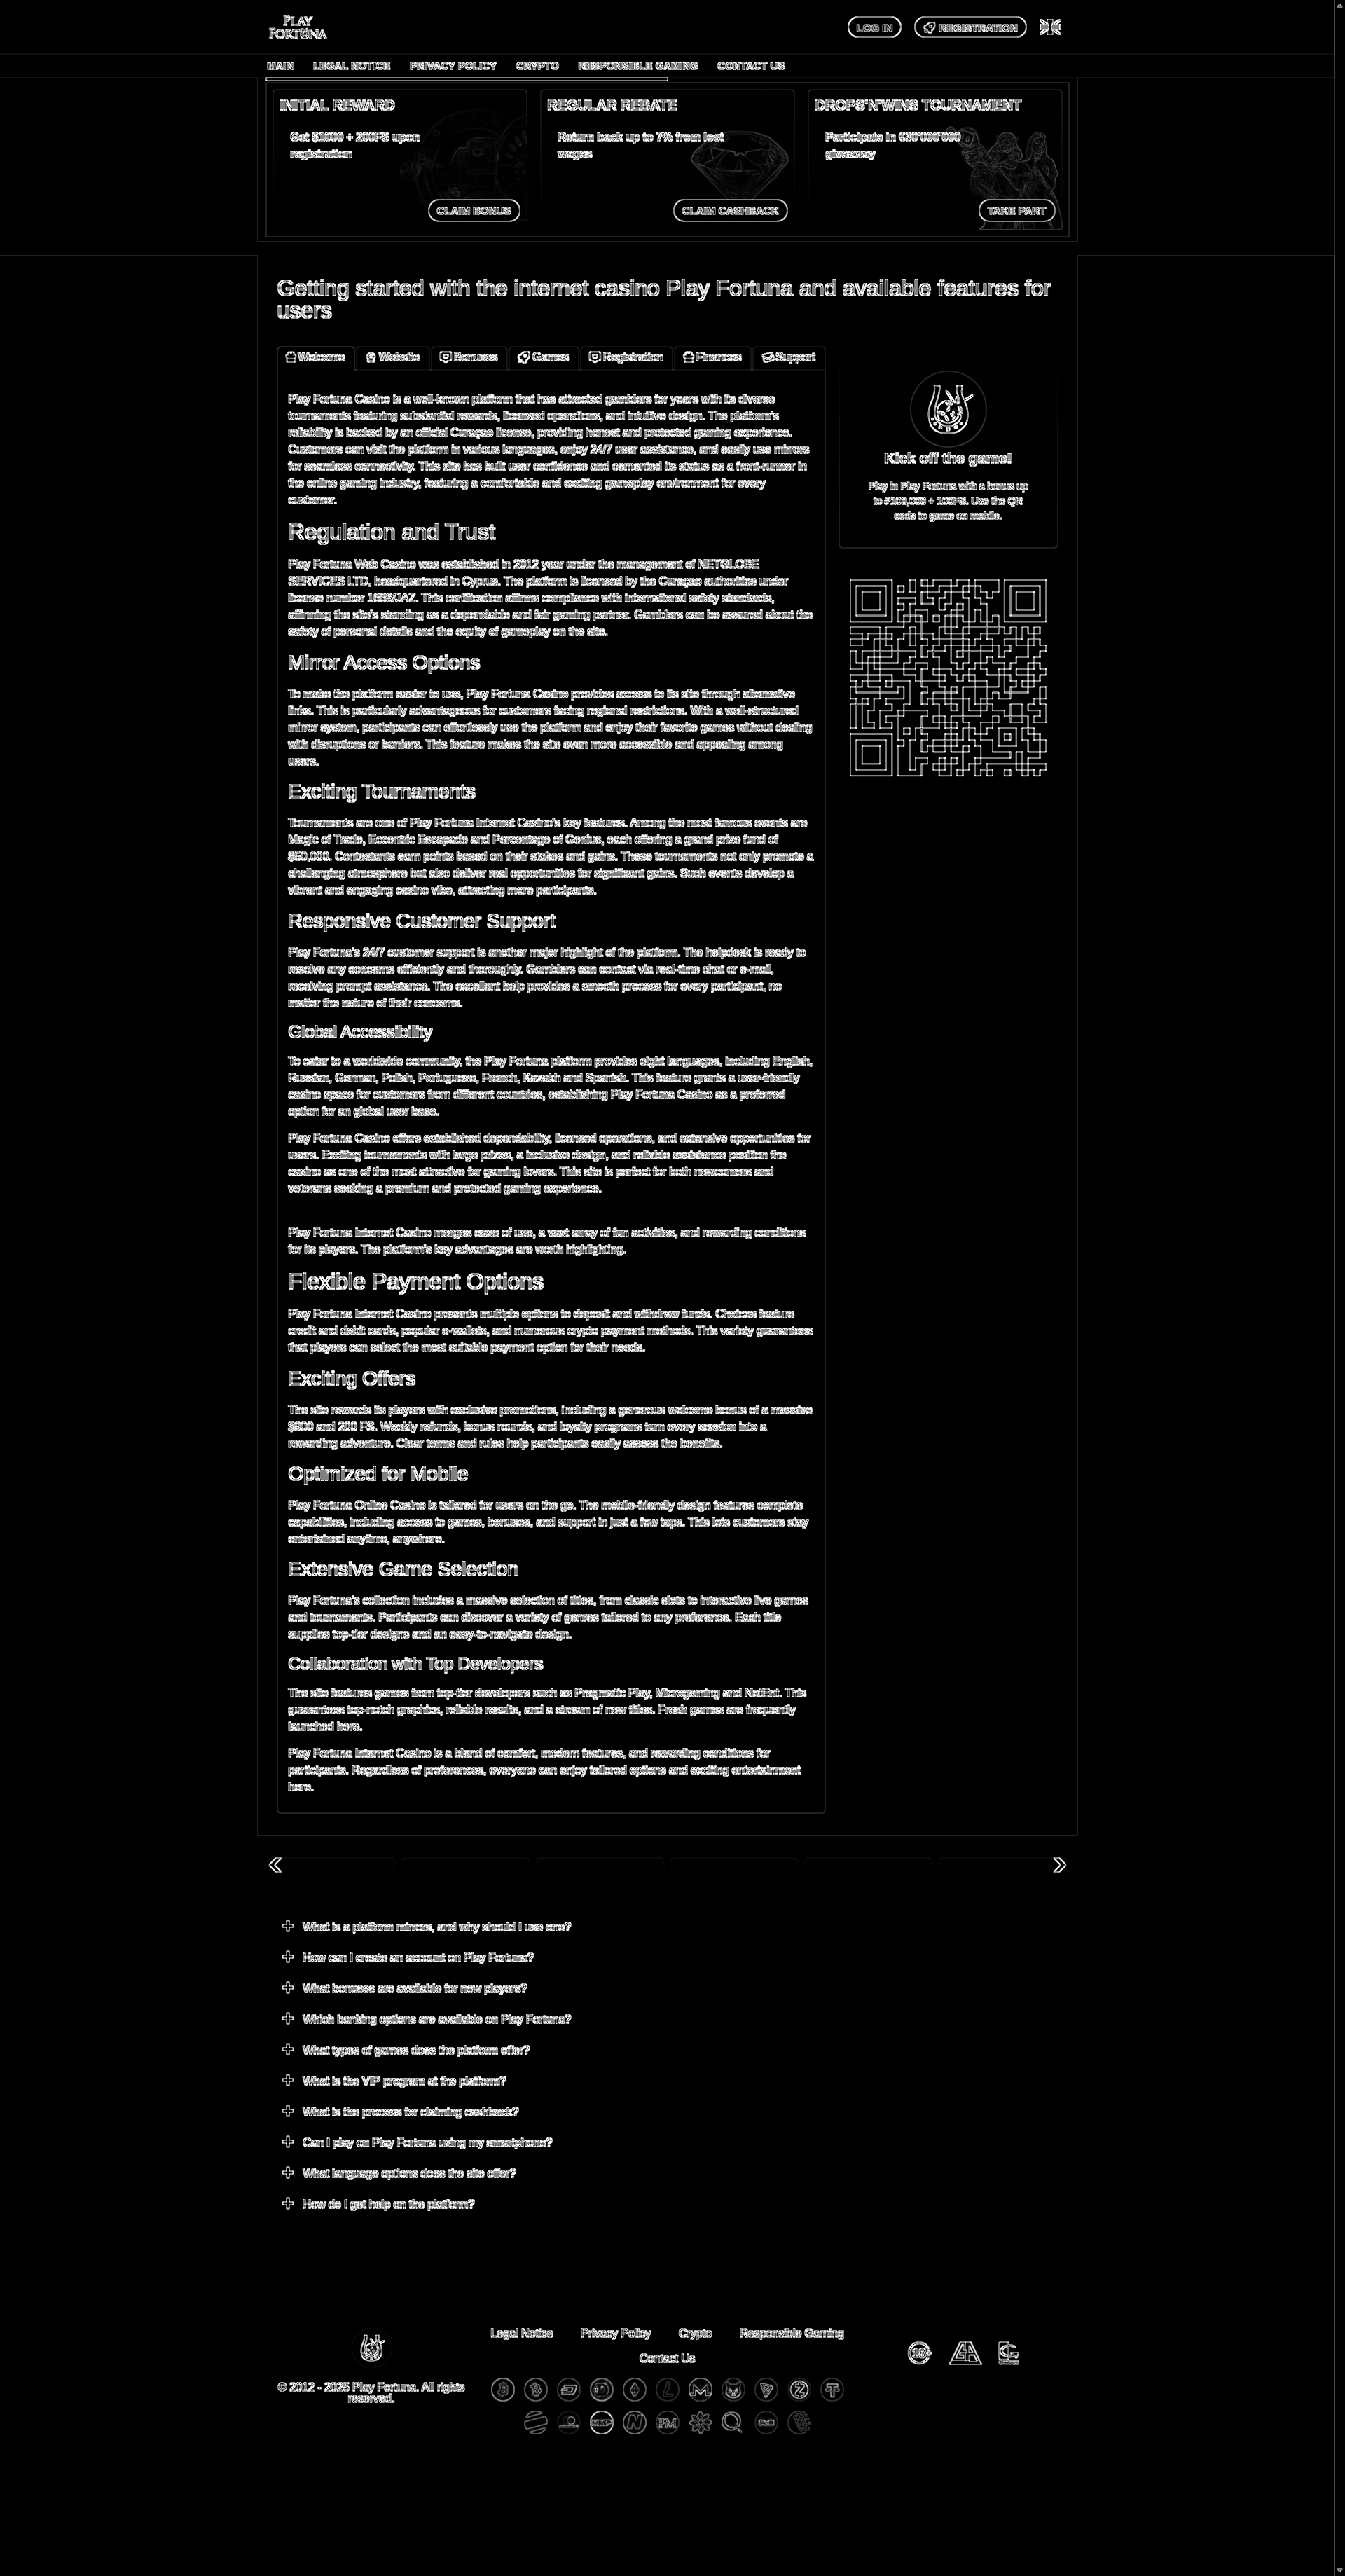 PLAY
FORTUNA
LOG IN
REGISTRATION
MAIN
LEGAL NOTICE
PRIVACY POLICY
CRYPTO
RESPONSIBLE GAMING
CONTACT US
INITIAL REWARD
Get $1000 + 200FS upon
registration
CLAIM BONUS
REGULAR REBATE
Return back up to 7% from lost
wages
CLAIM CASHBACK
DROPS'N'WINS TOURNAMENT
Participate in
giveaway
TAKE PART
Getting started with the internet casino Play Fortuna and available features for
users
Welcome
Website
Bonuses
Games
Registration
Finances
Support
Play Fortuna Casino is a well-known platform that has attracted gamblers for years with its diverse
tournaments featuring substantial rewards, licensed operations, and intuitive design. The platform's
reliability is backed by an official Curaçao license, providing honest and protected gaming experience.
Customers can visit the platform in various languages, enjoy 24/7 user assistance, and easily use mirrors
for seamless connectivity. This site has built user confidence and cemented its status as a front-runner in
the online gaming industry, featuring a comfortable and exciting gameplay environment for every
customer.
Regulation and Trust
Play Fortuna Web Casino was established in 2012 year under the management of NETGLOBE
SERVICES LTD, headquartered in Cyprus. The platform is licensed by the Curaçao authorities under
license number This certification affirms compliance with international safety standards,
affirming the site's standing as a dependable and fair gaming partner. Gamblers can be assured about the
safety of personal details and the equity of gameplay on the site.
Mirror Access Options
To make the platform easier to use, Play Fortuna Casino provides access to its site through alternative
links. This is particularly advantageous for customers facing regional restrictions. With a well-structured
mirror system, participants can effortlessly use the platform and enjoy their favorite games without dealing
with disruptions or barriers. This feature makes the site even more accessible and appealing among
users.
Exciting Tournaments
Tournaments are one of Play Fortuna Internet Casino's key features. Among the most famous events are
Magic of Trade, Eccentric Escapade and Percentage of Genius, each offering a grand prize fund of
$50,000. Contestants earn points based on their stakes and gains. These tournaments not only promote a
challenging atmosphere but also deliver real opportunities for significant gains. Such events develop a
vibrant and engaging casino vibe, attracting more participants.
Responsive Customer Support
Play Fortuna's 24/7 customer support is another major highlight of the platform. The helpdesk is ready to
resolve any concerns efficiently and thoroughly. Gamblers can contact via real-time chat or e-mail,
receiving prompt assistance. The excellent help provides a smooth process for every participant, no
matter the nature of their concerns.
Global Accessibility
To cater to a worldwide community, the Play Fortuna platform provides eight languages, including English,
Russian, German, Polish, Portuguese, French, Kazakh and Spanish. This feature grants a user-friendly
casino space for customers from different countries, establishing Play Fortuna Casino as a preferred
option for an global user base.
Play Fortuna Casino offers established dependability, licensed operations, and extensive opportunities for
users. Exciting tournaments with large prizes, a inclusive design, and reliable assistance position the
casino as one of the most attractive for gaming lovers. This site is perfect for both newcomers and
veterans seeking a premium and protected gaming experience.
Play Fortuna Internet Casino merges ease of use, a vast array of fun activities, and rewarding conditions
for its players. The platform's key advantages are worth highlighting.
Flexible Payment Options
Play Fortuna Internet Casino presents multiple options to deposit and withdraw funds. Choices feature
credit and debit cards, popular e-wallets, and numerous crypto payment methods. This variety guarantees
that players can select the most suitable payment option for their needs.
Exciting Offers
The site rewards its players with exclusive promotions, including a generous welcome bonus of a massive
$500 and 200 FS. Weekly refunds, bonus rounds, and loyalty programs turn every session into a
rewarding adventure. Clear terms and rules help participants easily assess the benefits.
Optimized for Mobile
Play Fortuna Online Casino is tailored for users on the go. The mobile-friendly design features complete
capabilities, including access to games, bonuses, and support in just a few taps. This lets customers stay
entertained anytime, anywhere.
Extensive Game Selection
Play Fortuna's collection includes a massive selection of titles, from classic slots to interactive live games
and tournaments. Participants can discover a variety of genres tailored to any preference. Each title
supplies top-tier designs and an easy-to-navigate design.
Collaboration with Top Developers
The site features games from top-tier developers such as Pragmatic Play, Microgaming and NetEnt. This
guarantees top-notch graphics, reliable results, and a stream of new titles. Fresh games are frequently
launched here.
Play Fortuna Internet Casino is a blend of comfort, modern features, and rewarding conditions for
participants. Regardless of preferences, everyone can enjoy tailored options and exciting entertainment
here.
Kick off the game!
Play in Play Fortuna with a bonus up
to ₽100,000 + 100FS. Use the QR
code to game on mobile.
What is a platform mirrors, and why should I use one?
How can I create an account on Play Fortuna?
What bonuses are available for new players?
Which banking options are available on Play Fortuna?
What types of games does the platform offer?
What is the VIP program at the platform?
What is the process for claiming cashback?
Can I play on Play Fortuna using my smartphone?
What language options does the site offer?
How do I get help on the platform?
© 2012 - 2025 Play Fortuna. All rights
reserved.
Legal Notice
Privacy Policy
Crypto
Responsible Gaming
Contact Us
18+